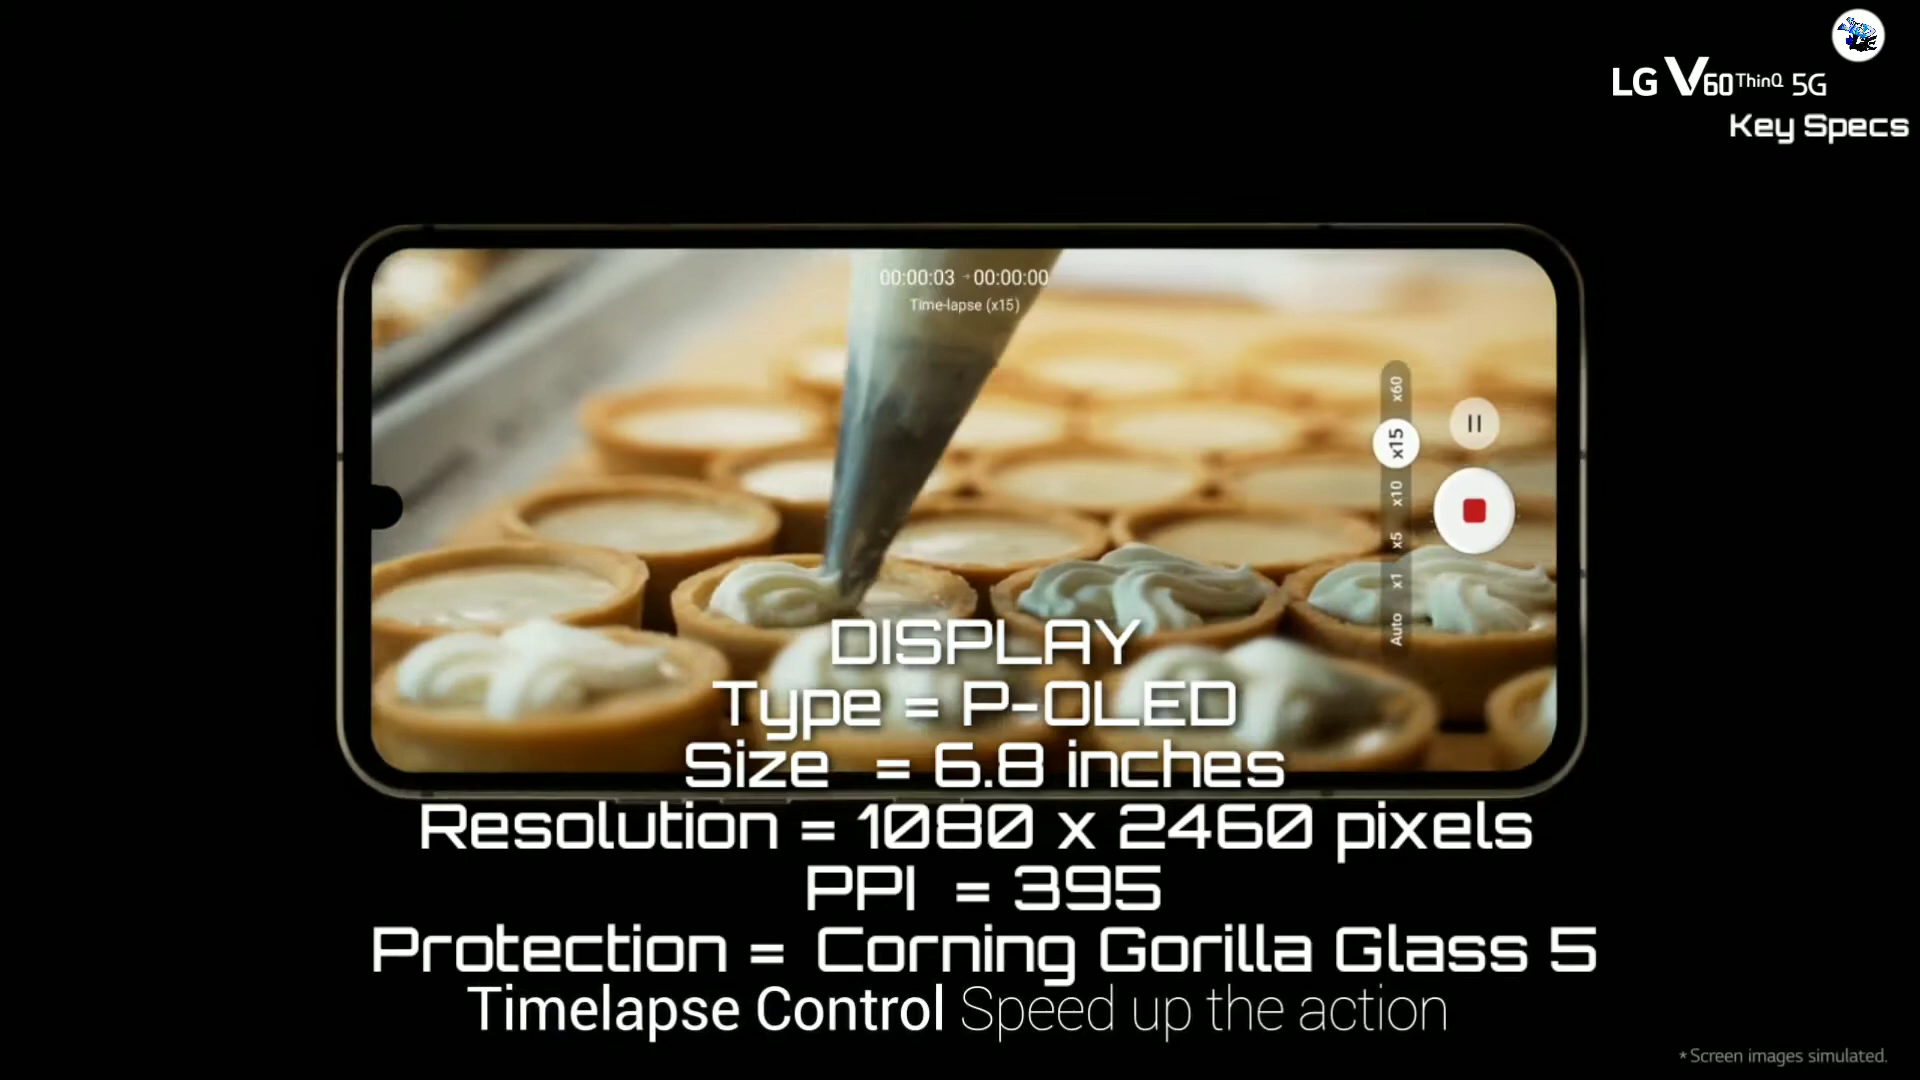 LG V60 ThinQ 5G
Key Specs
00:00:03 → 00:00:00
Time-lapse (x15)
x60
x15
x10
x5
x1
Auto
DISPLAY
Type = P-OLED
Size = 6.8 inches
Resolution = 1080 x 2460 pixels
PPI = 395
Protection = Corning Gorilla Glass 5
Timelapse Control Speed up the action
* Screen images simulated.